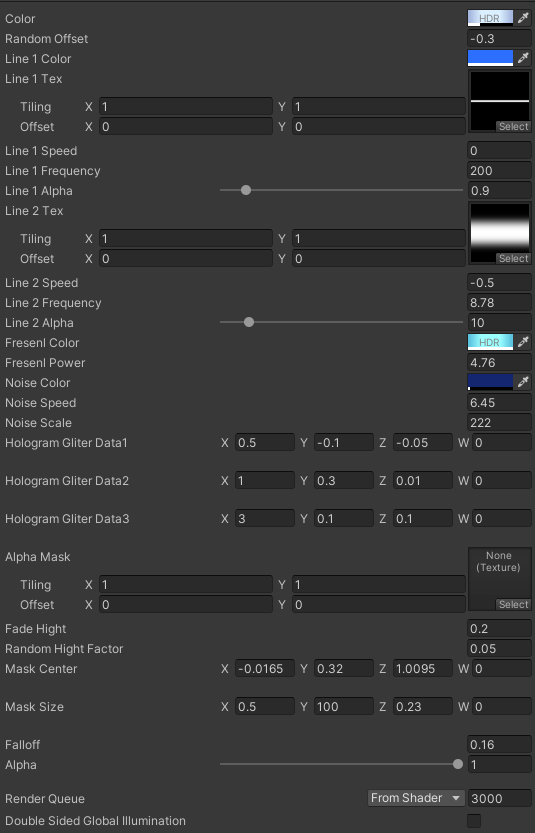 Color HDR
Random Offset -0.3
Line 1 Color
Line 1 Tex
Tiling X 1 Y 1
Offset X 0 Y 0 Select
Line 1 Speed 0
Line 1 Frequency 200
Line 1 Alpha 0.9
Line 2 Tex
Tiling X 1 Y 1
Offset X 0 Y 0 Select
Line 2 Speed -0.5
Line 2 Frequency 8.78
Line 2 Alpha 10
Fresenl Color HDR
Fresenl Power 4.76
Noise Color
Noise Speed 6.45
Noise Scale 222
Hologram Gliter Data1 X 0.5 Y -0.1 Z -0.05 W 0
Hologram Gliter Data2 X 1 Y 0.3 Z 0.01 W 0
Hologram Gliter Data3 X 3 Y 0.1 Z 0.1 W 0
Alpha Mask None
(Texture)
Tiling X 1 Y 1
Offset X 0 Y 0 Select
Fade Hight 0.2
Random Hight Factor 0.05
Mask Center X -0.0165 Y 0.32 Z 1.0095 W 0
Mask Size X 0.5 Y 100 Z 0.23 W 0
Falloff 0.16
Alpha 1
Render Queue From Shader 3000
Double Sided Global Illumination